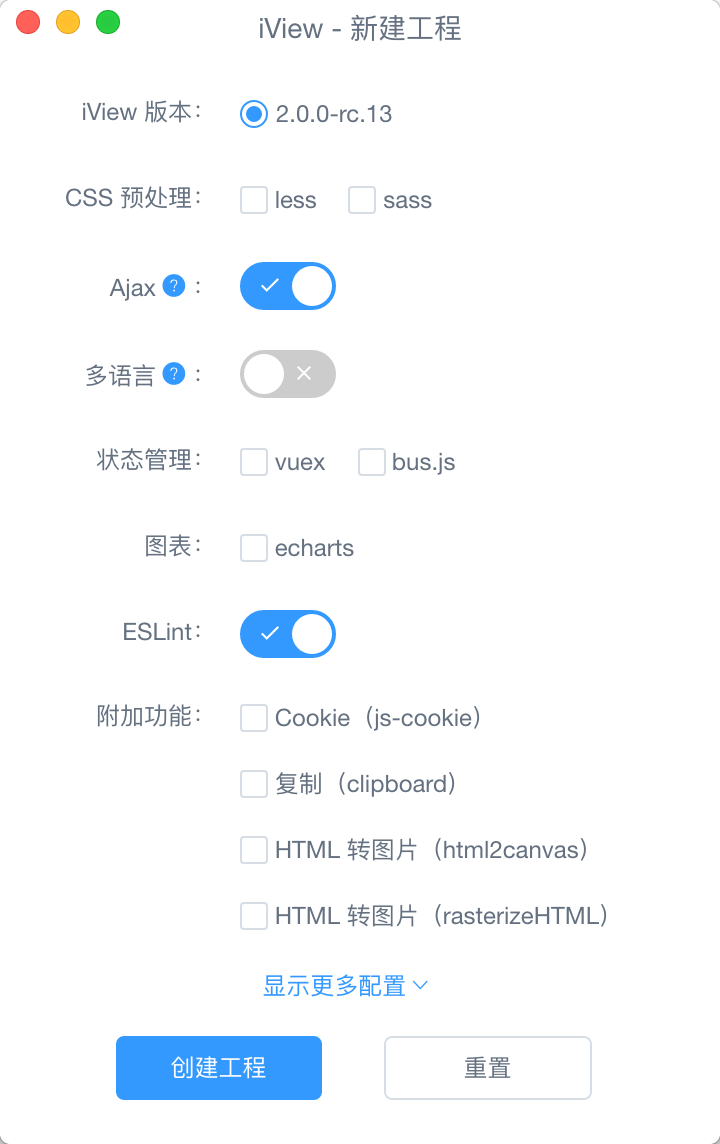 iView - 新建工程
iView 版本： 2.0.0-rc.13
CSS 预处理： less sass
Ajax ? ：
多语言 ? ：
状态管理： vuex bus.js
图表： echarts
ESLint：
附加功能： Cookie（js-cookie）
复制（clipboard）
HTML 转图片（html2canvas）
HTML 转图片（rasterizeHTML）
显示更多配置
创建工程 重置